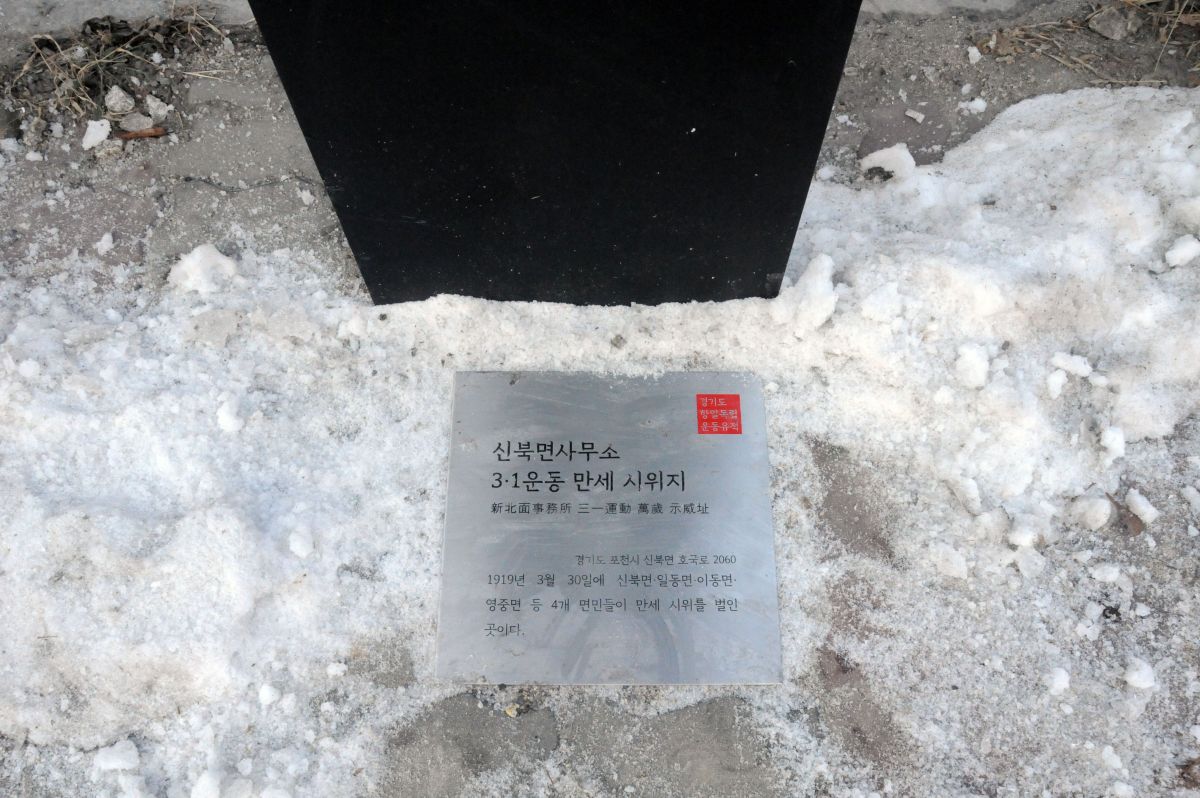 경기도
항일독립
운동유적
신북면사무소
3·1운동 만세 시위지
新北面事務所 三一運動 萬歲 示威址
경기도 포천시 신북면 호국로 2060
1919년 3월 30일에 신북면·일동면·이동면·
영중면 등 4개 면민들이 만세 시위를 벌인
곳이다.